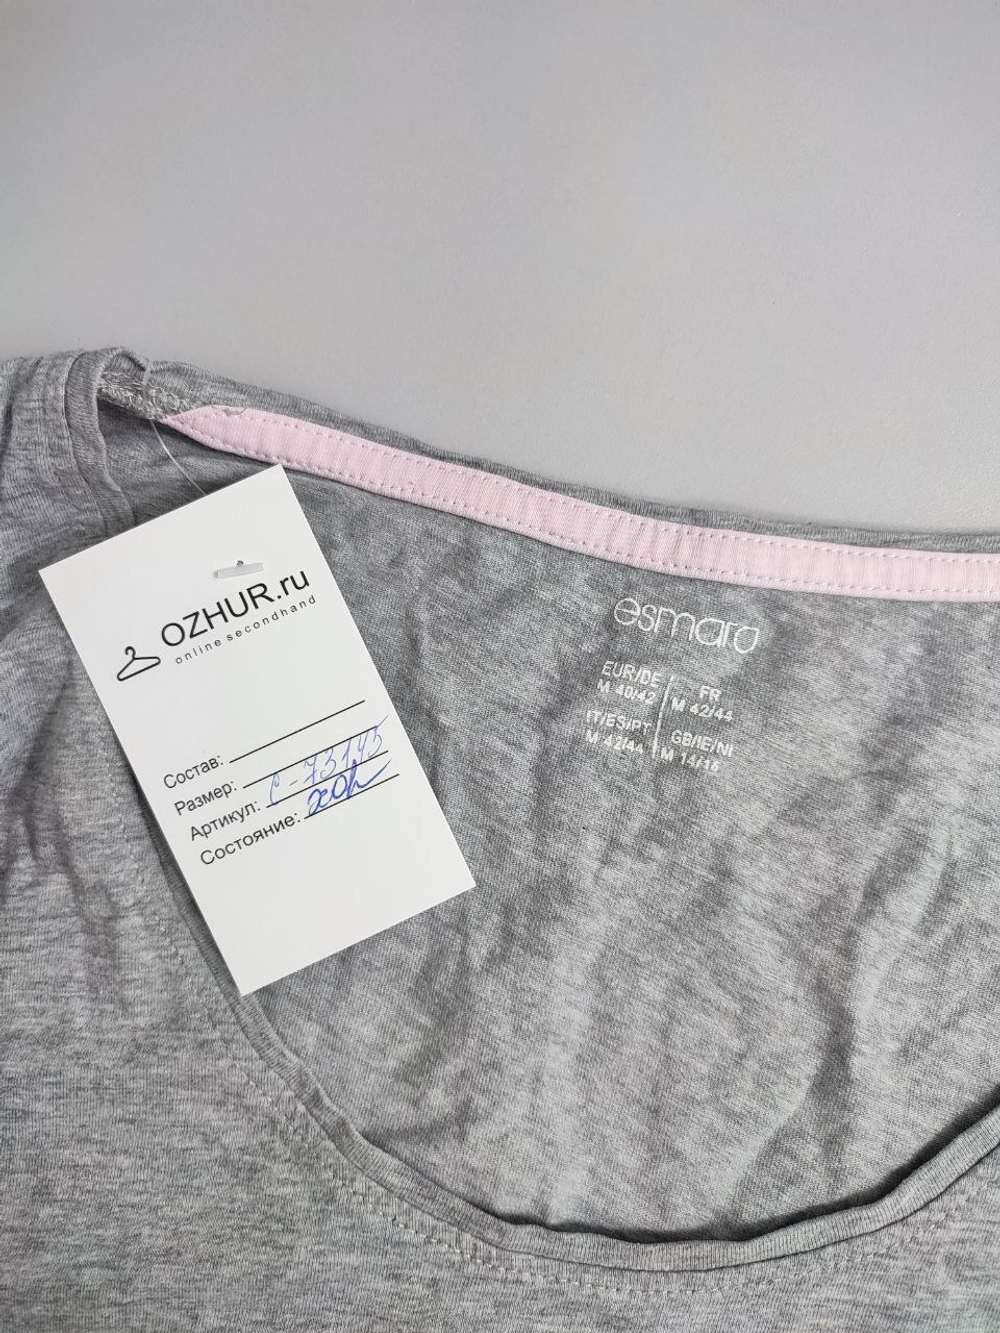 OZHUR.ru
online secondhand
Состав:
Размер:
Артикул: С-73145
Состояние: хор
esmara
EUR/DE FR
M 40/42 M 42/44
IT/ES/PT GB/IE/NI
M 42/44 M 14/16